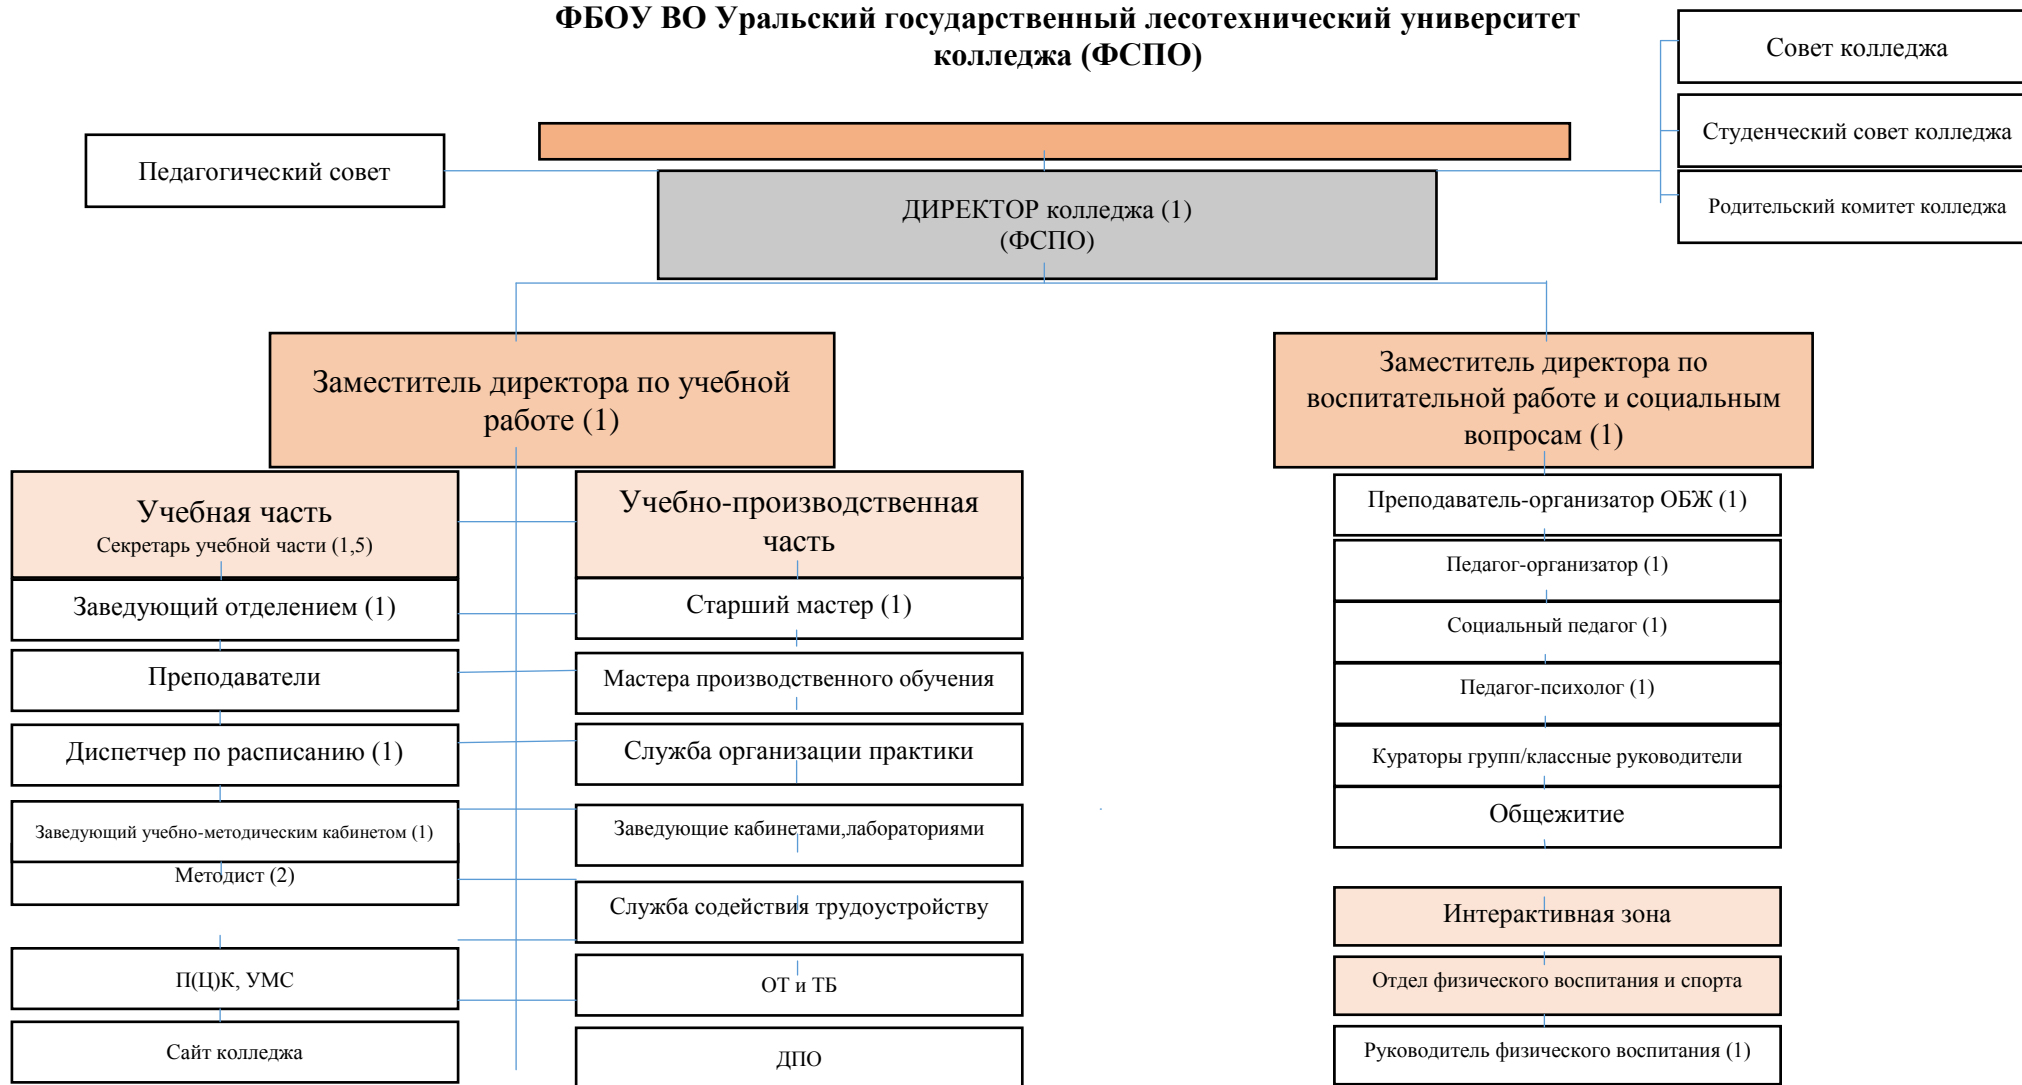 ФБОУ ВО Уральский государственный лесотехнический университет
колледжа (ФСПО)
Совет колледжа
Студенческий совет колледжа
Родительский комитет колледжа
Педагогический совет
ДИРЕКТОР колледжа (1)
(ФСПО)
Заместитель директора по учебной
работе (1)
Заместитель директора по
воспитательной работе и социальным
вопросам (1)
Учебная часть
Секретарь учебной части (1,5)
Заведующий отделением (1)
Преподаватели
Диспетчер по расписанию (1)
Заведующий учебно-методическим кабинетом (1)
Методист (2)
П(Ц)К, УМС
Сайт колледжа
Учебно-производственная
часть
Старший мастер (1)
Мастера производственного обучения
Служба организации практики
Заведующие кабинетами,лабораториями
Служба содействия трудоустройству
ОТ и ТБ
ДПО
Преподаватель-организатор ОБЖ (1)
Педагог-организатор (1)
Социальный педагог (1)
Педагог-психолог (1)
Кураторы групп/классные руководители
Общежитие
Интерактивная зона
Отдел физического воспитания и спорта
Руководитель физического воспитания (1)